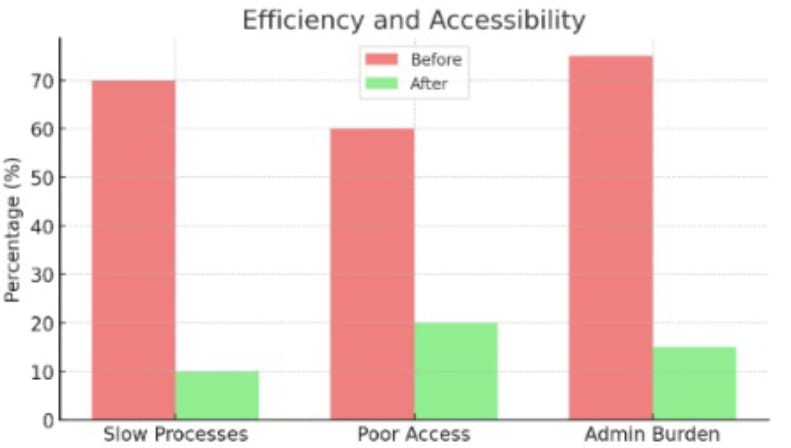 Efficiency and Accessibility
Before
After
Percentage (%)
70
60
50
40
30
20
10
0
Slow Processes
Poor Access
Admin Burden